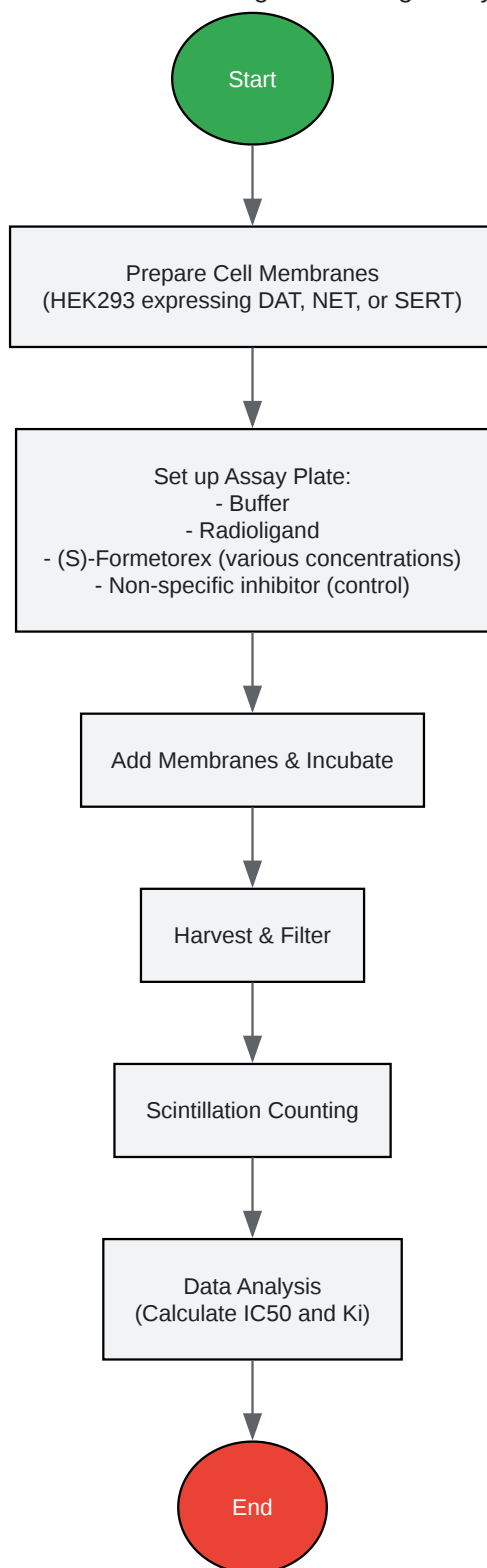 Start
Prepare Cell Membranes
(HEK293 expressing DAT, NET, or SERT)
Set up Assay Plate:
- Buffer
- Radioligand
- (S)-Formetorex (various concentrations)
- Non-specific inhibitor (control)
Add Membranes & Incubate
Harvest & Filter
Scintillation Counting
Data Analysis
(Calculate IC50 and Ki)
End